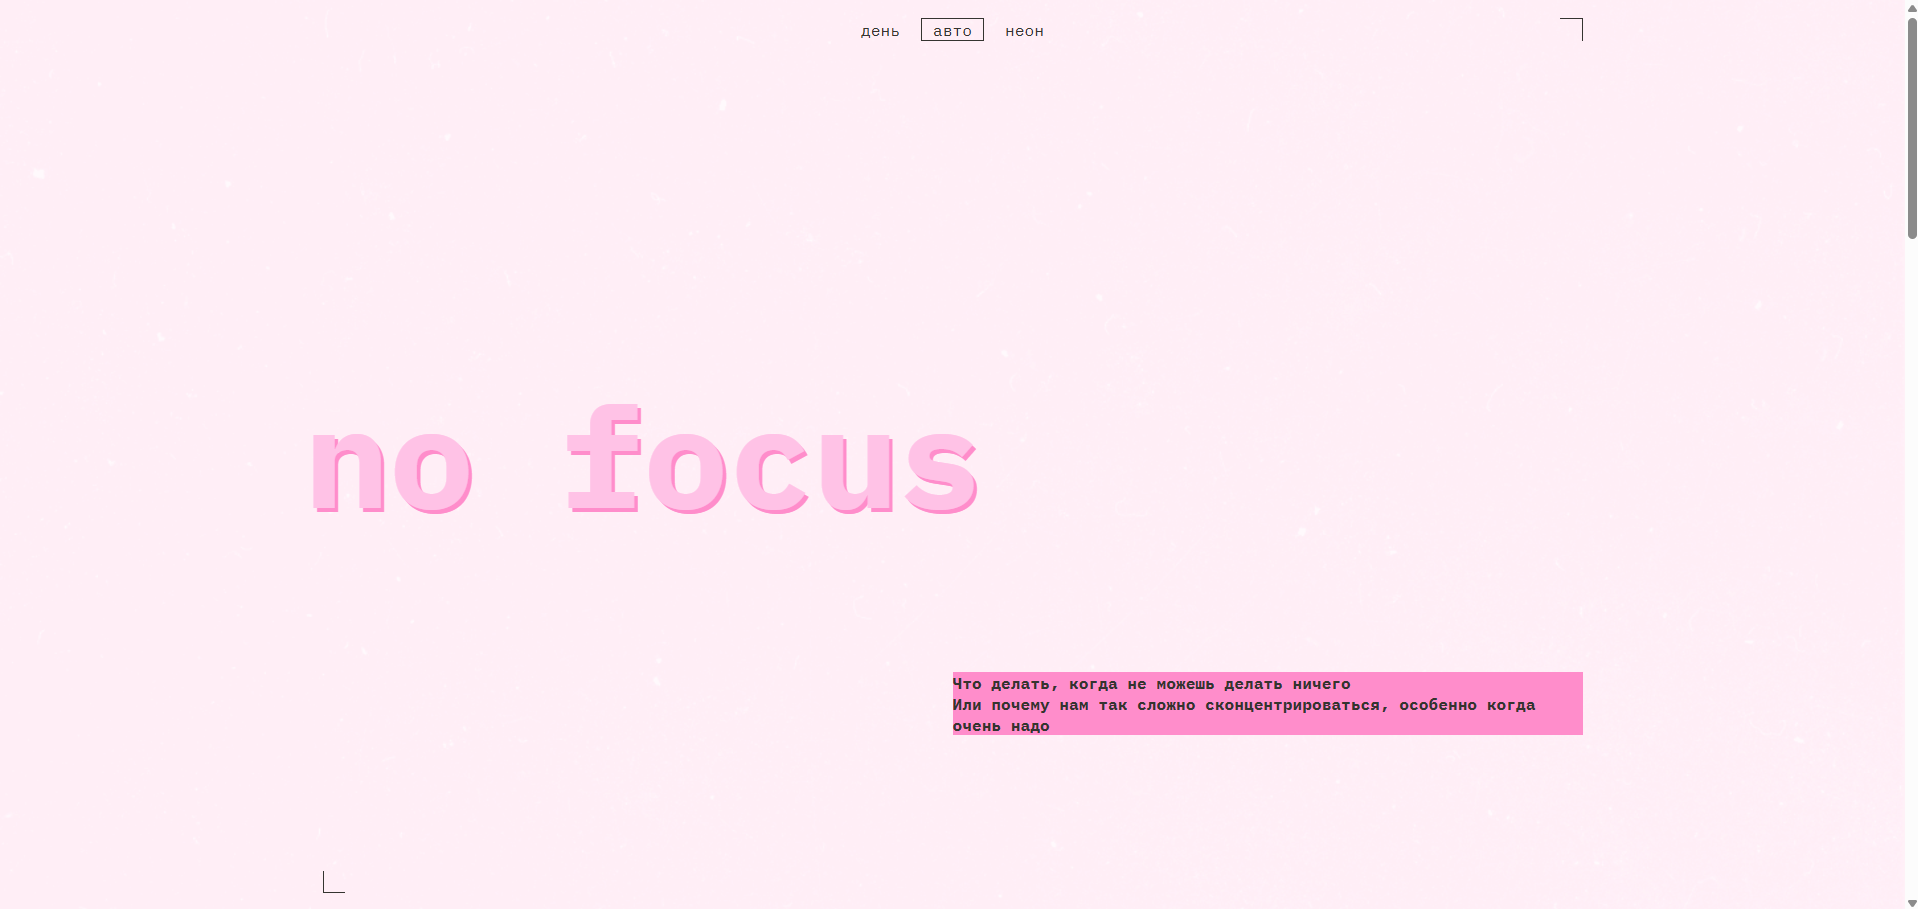 день авто неон
no focus
Что делать, когда не можешь делать ничего
Или почему нам так сложно сконцентрироваться, особенно когда
очень надо